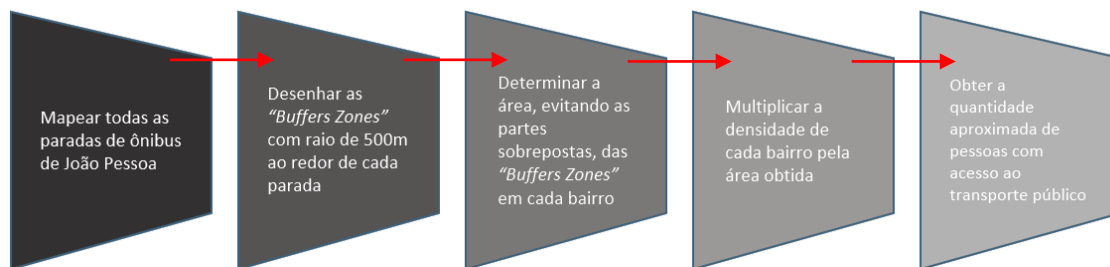 Mapear todas as
paradas de ônibus
de João Pessoa
Desenhar as
“Buffers Zones”
com raio de 500m
ao redor de cada
parada
Determinar a
área, evitando as
partes
sobrepostas, das
“Buffers Zones”
em cada bairro
Multiplicar a
densidade de
cada bairro pela
área obtida
Obter a
quantidade
aproximada de
pessoas com
acesso ao
transporte público